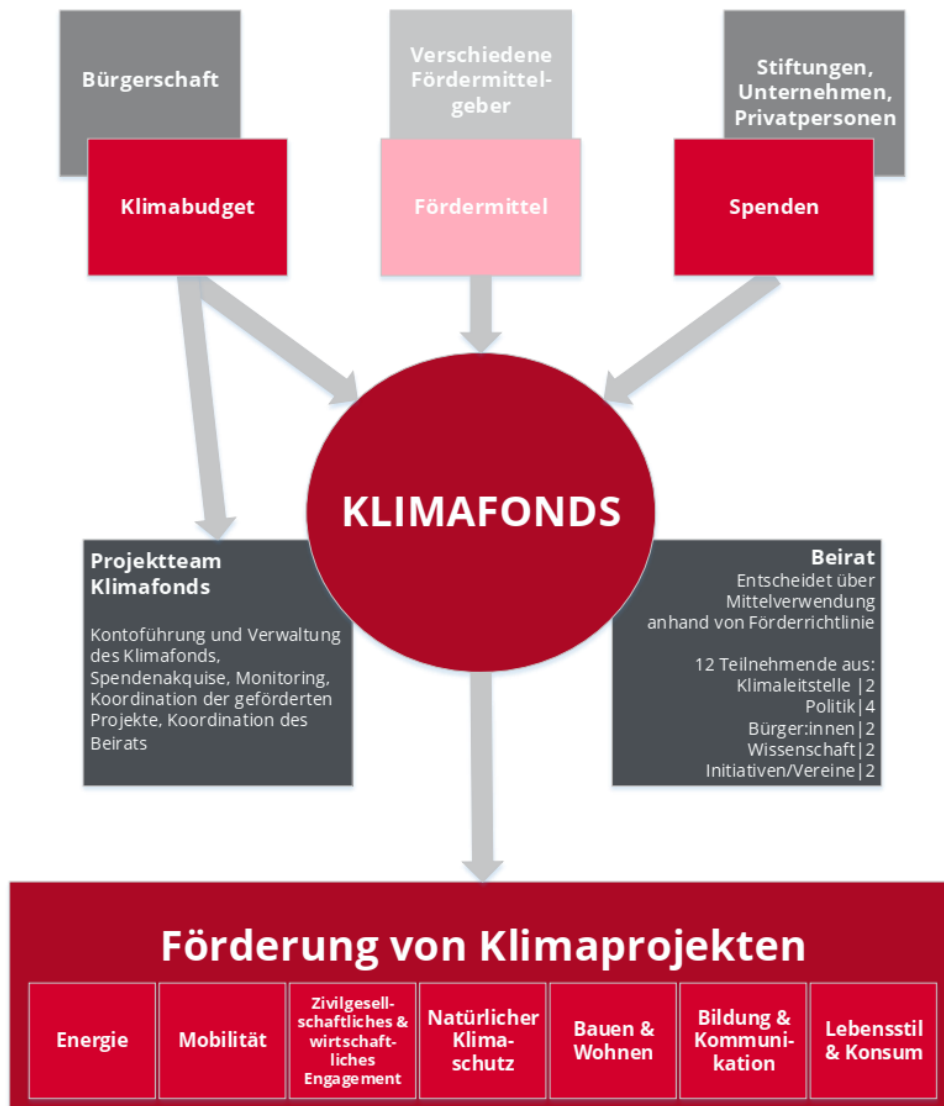 Bürgerschaft
Verschiedene
Fördermittel-
geber
Stiftungen,
Unternehmen,
Privatpersonen
Klimabudget
Fördermittel
Spenden
KLIMAFONDS
Projektteam
Klimafonds
Kontoführung und Verwaltung
des Klimafonds,
Spendenakquise, Monitoring,
Koordination der geförderten
Projekte, Koordination des
Beirats
Beirat
Entscheidet über
Mittelverwendung
anhand von Förderrichtlinie
12 Teilnehmende aus:
Klimaleitstelle |2
Politik|4
Bürger:innen|2
Wissenschaft|2
Initiativen/Vereine|2
Förderung von Klimaprojekten
Energie
Mobilität
Zivilgesell-
schaftliches &
wirtschaft-
liches
Engagement
Natürlicher
Klima-
schutz
Bauen &
Wohnen
Bildung &
Kommuni-
kation
Lebensstil
& Konsum